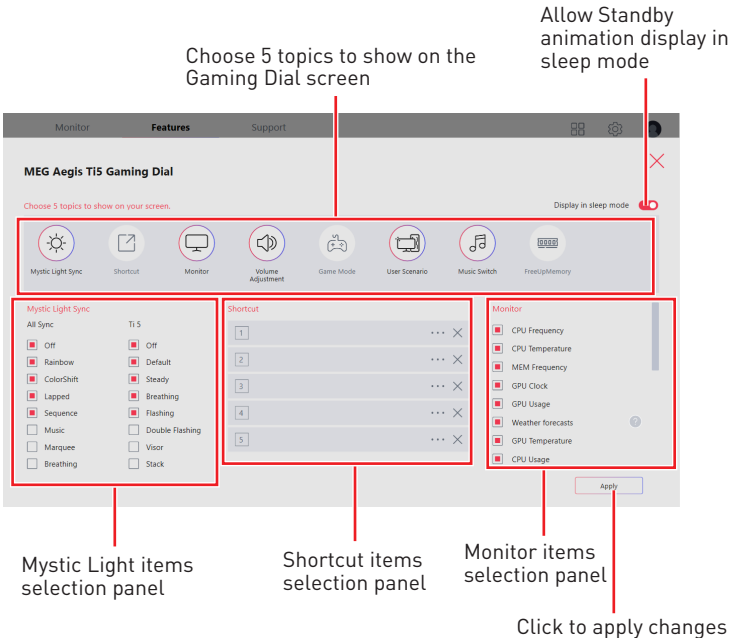 Allow Standby
animation display in
sleep mode
Choose 5 topics to show on the
Gaming Dial screen
Monitor
Features
Support
MEG Aegis Ti5 Gaming Dial
Choose 5 topics to show on your screen.
Display in sleep mode
Mystic Light Sync
Shortcut
Monitor
Volume
Adjustment
Game Mode
User Scenario
Music Switch
FreeUpMemory
Mystic Light Sync
All Sync
Ti 5
Off
Off
Rainbow
Default
ColorShift
Steady
Lapped
Breathing
Sequence
Flashing
Music
Double Flashing
Marquee
Visor
Breathing
Stack
Shortcut
1
2
3
4
5
Monitor
CPU Frequency
CPU Temperature
MEM Frequency
GPU Clock
GPU Usage
Weather forecasts
?
GPU Temperature
CPU Usage
Apply
Mystic Light items
selection panel
Shortcut items
selection panel
Monitor items
selection panel
Click to apply changes